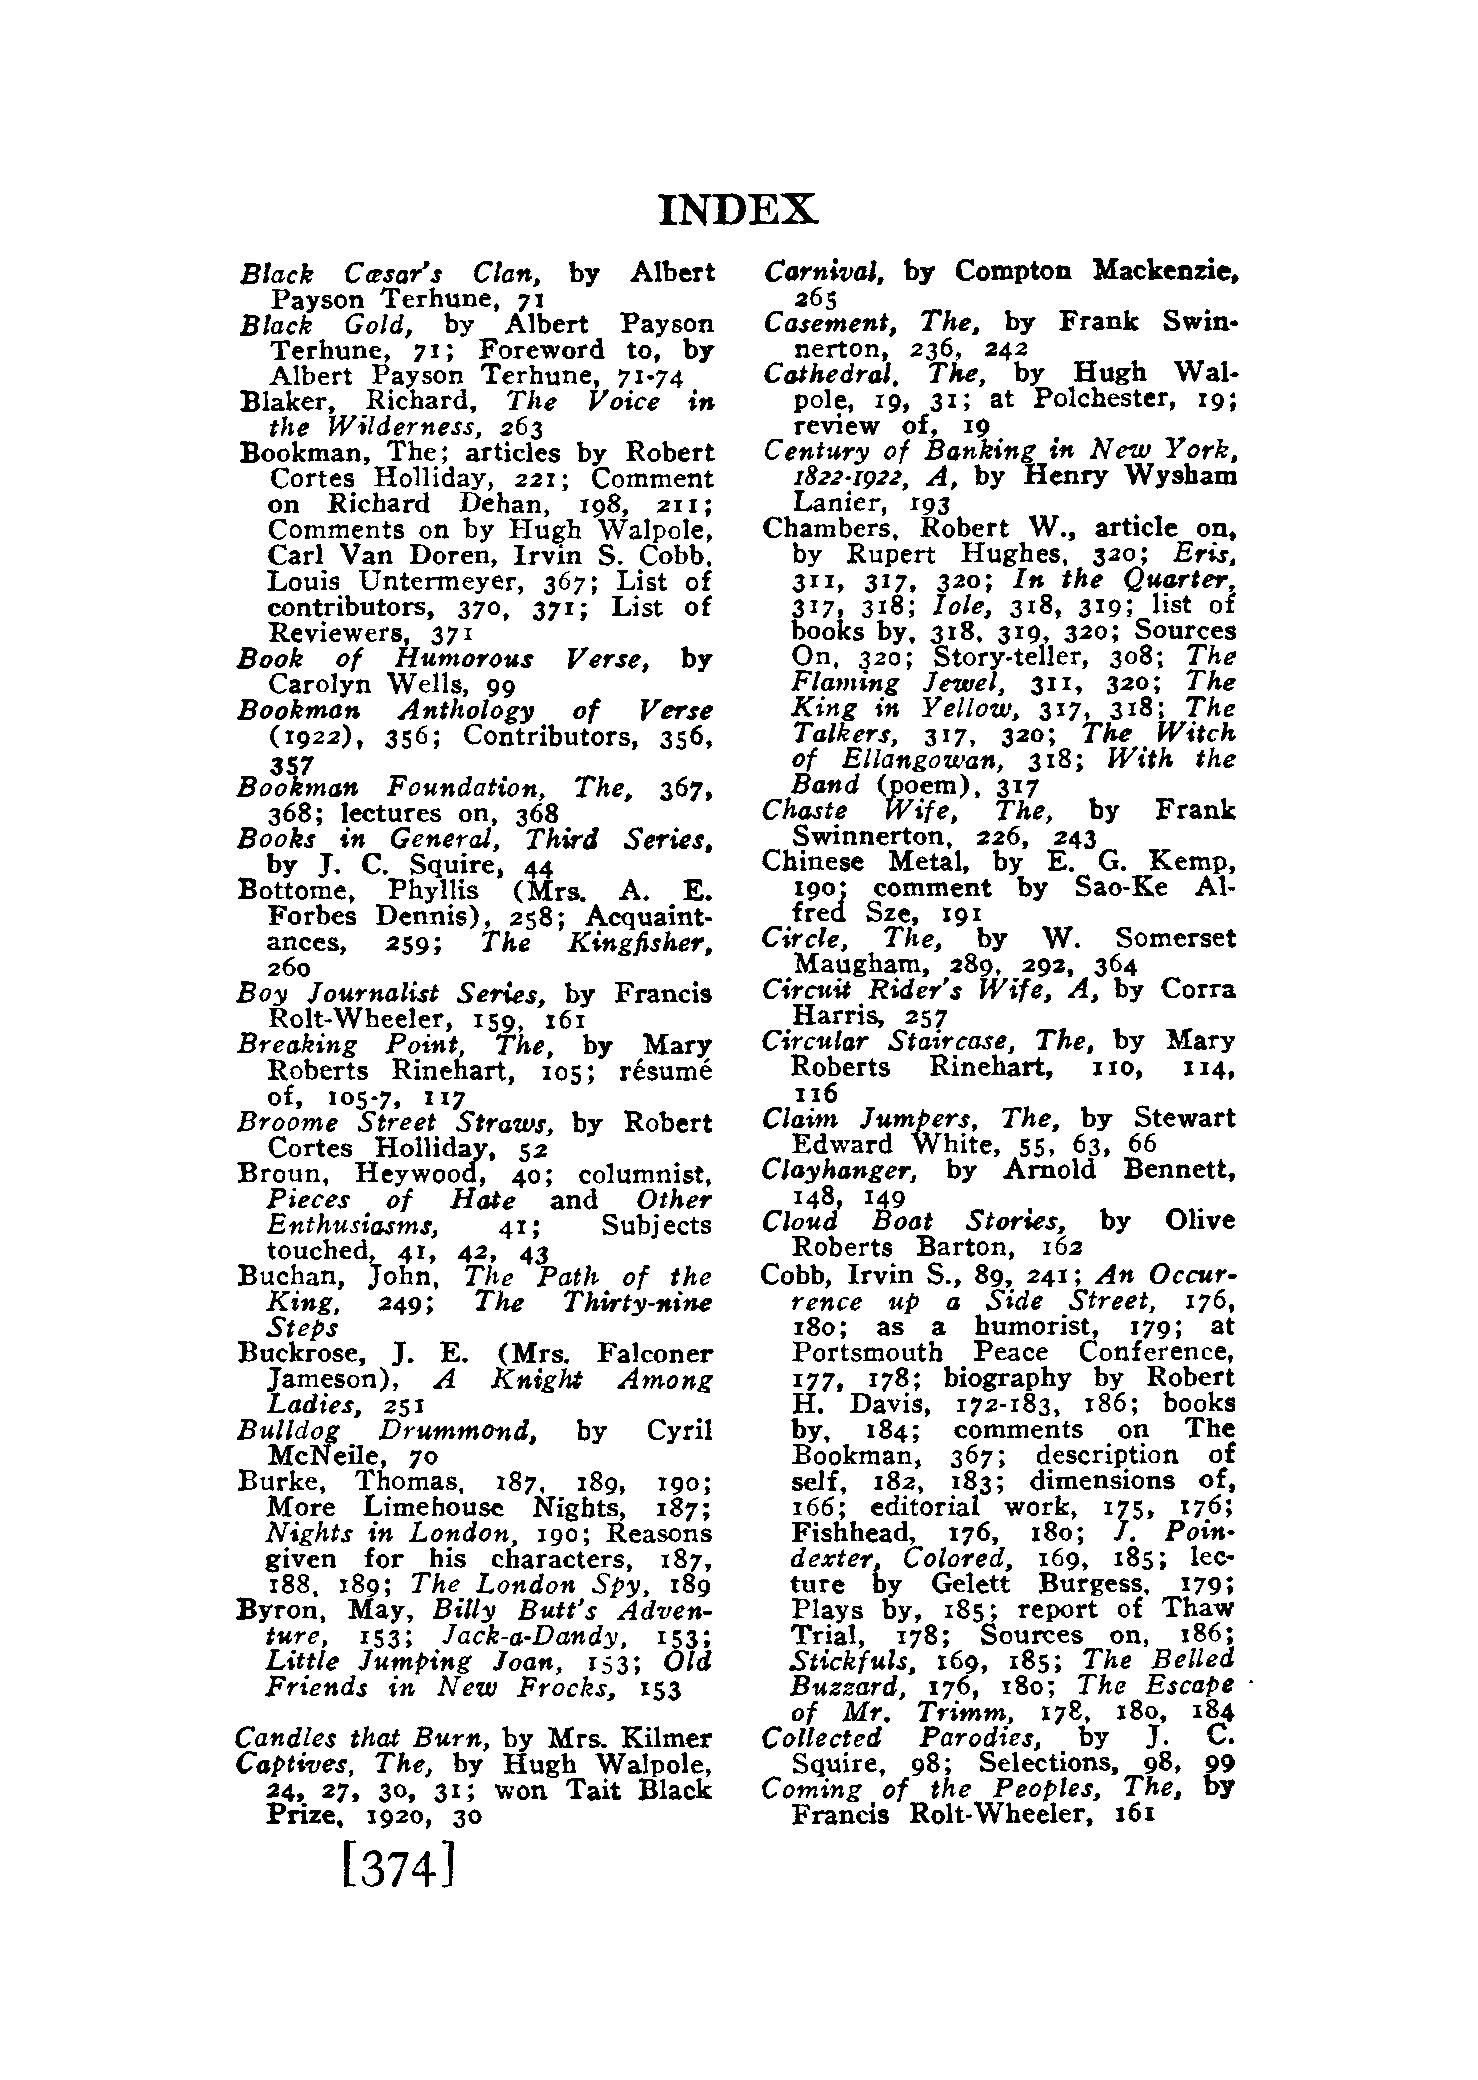 INDEX
Black Cæsar's Clan, by Albert
Payson Terhune, 71
Black Gold, by Albert Payson
Terhune, 71; Foreword to, by
Albert Payson Terhune, 71-74
Blaker, Richard, The Voice in
the Wilderness, 263
Bookman, The; articles by Robert
Cortes Holliday, 221; Comment
on Richard Dehan, 198, 211;
Comments on by Hugh Walpole,
Carl Van Doren, Irvin S. Cobb,
Louis Untermeyer, 367; List of
contributors, 370, 371; List of
Reviewers, 371
Book of Humorous Verse, by
Carolyn Wells, 99
Bookman Anthology of Verse
(1922), 356; Contributors, 356,
357
Bookman Foundation, The, 367,
368; lectures on, 368
Books in General, Third Series,
by J. C. Squire, 44
Bottome, Phyllis (Mrs. A. E.
Forbes Dennis), 258; Acquaint-
ances, 259; The Kingfisher,
260
Boy Journalist Series, by Francis
Rolt-Wheeler, 159, 161
Breaking Point, The, by Mary
Roberts Rinehart, 105; résumé
of, 105-7, 117
Broome Street Straws, by Robert
Cortes Holliday, 52
Broun, Heywood, 40; columnist,
Pieces of Hate and Other
Enthusiasms, 41; Subjects
touched, 41, 42, 43
Buchan, John, The Path of the
King, 249; The Thirty-nine
Steps
Buckrose, J. E. (Mrs. Falconer
Jameson), A Knight Among
Ladies, 251
Bulldog Drummond, by Cyril
McNeile, 70
Burke, Thomas, 187, 189, 190;
More Limehouse Nights, 187;
Nights in London, 190; Reasons
given for his characters, 187,
188, 189; The London Spy, 189
Byron, May, Billy Butt's Adven-
ture, 153; Jack-a-Dandy, 153;
Little Jumping Joan, 153; Old
Friends in New Frocks, 153
Candles that Burn, by Mrs. Kilmer
Captives, The, by Hugh Walpole,
24, 27, 30, 31; won Tait Black
Prize, 1920, 30
Carnival, by Compton Mackenzie,
265
Casement, The, by Frank Swin-
nerton, 236, 242
Cathedral, The, by Hugh Wal-
pole, 19, 31; at Polchester, 19;
review of, 19
Century of Banking in New York,
1822-1922, A, by Henry Wysham
Lanier, 193
Chambers, Robert W., article on,
by Rupert Hughes, 320; Eris,
311, 317, 320; In the Quarter,
317, 318; Iole, 318, 319; list of
books by, 318, 319, 320; Sources
On, 320; Story-teller, 308; The
Flaming Jewel, 311, 320; The
King in Yellow, 317, 318; The
Talkers, 317, 320; The Witch
of Ellangowan, 318; With the
Band (poem), 317
Chaste Wife, The, by Frank
Swinnerton, 226, 243
Chinese Metal, by E. G. Kemp,
190; comment by Sao-Ke Al-
fred Sze, 191
Circle, The, by W. Somerset
Maugham, 289, 292, 364
Circuit Rider's Wife, A, by Corra
Harris, 257
Circular Staircase, The, by Mary
Roberts Rinehart, 110, 114,
116
Claim Jumpers, The, by Stewart
Edward White, 55, 63, 66
Clayhanger, by Arnold Bennett,
148, 149
Cloud Boat Stories, by Olive
Roberts Barton, 162
Cobb, Irvin S., 89, 241; An Occur-
rence up a Side Street, 176,
180; as a humorist, 179; at
Portsmouth Peace Conference,
177, 178; biography by Robert
H. Davis, 172-183, 186; books
by, 184; comments on The
Bookman, 367; description of
self, 182, 183; dimensions of,
166; editorial work, 175, 176;
Fishhead, 176, 180; J. Poin-
dexter, Colored, 169, 185; lec-
ture by Gelett Burgess, 179;
Plays by, 185; report of Thaw
Trial, 178; Sources on, 186;
Stickfuls, 169, 185; The Belled
Buzzard, 176, 180; The Escape
of Mr. Trimm, 178, 180, 184
Collected Parodies, by J. C.
Squire, 98; Selections, 98, 99
Coming of the Peoples, The, by
Francis Rolt-Wheeler, 161
[374]